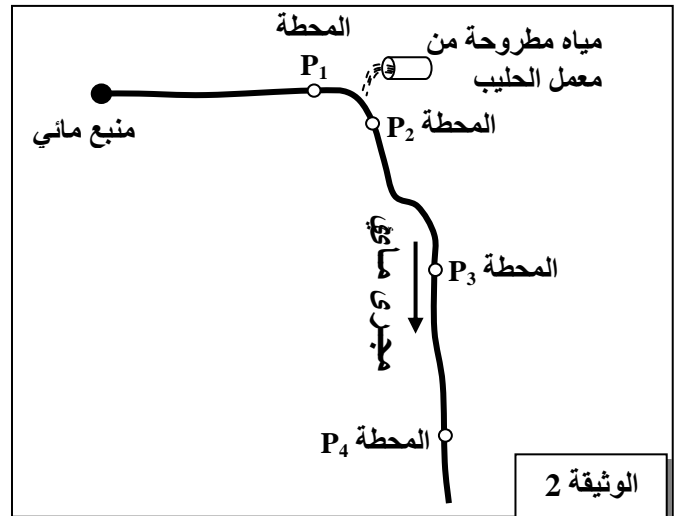 المحطة
P1
مياه مطروحة من
معمل الحليب
منبع مائي
المحطة P2
مجرى مائي
المحطة P3
المحطة P4
الوثيقة 2